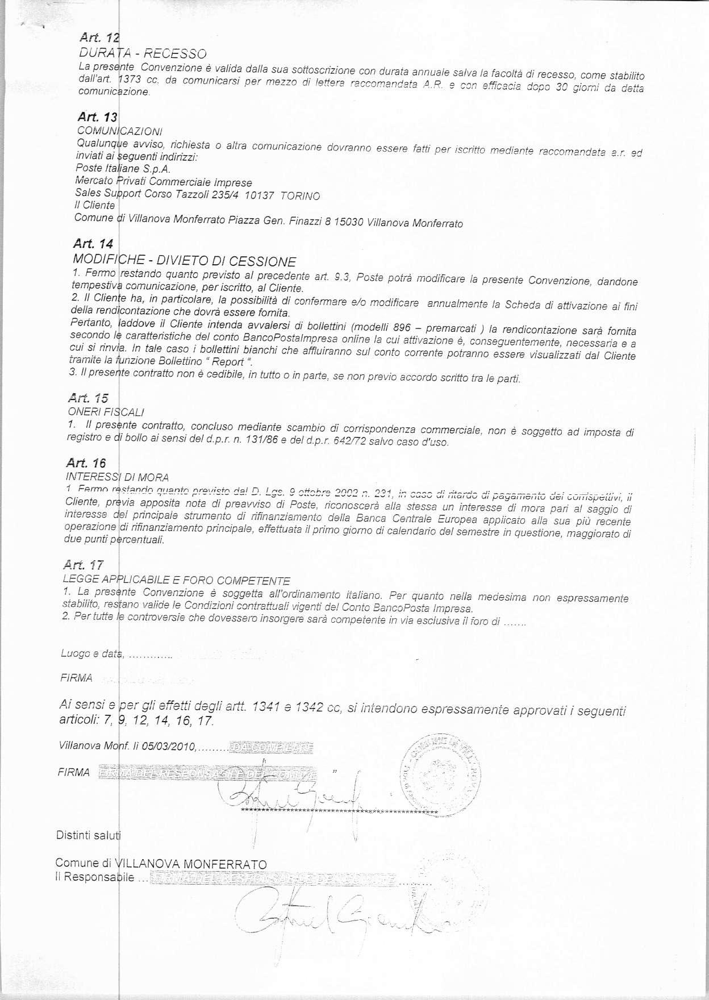 Art. 12
DURATA - RECESSO
La presente Convenzione è valida dalla sua sottoscrizione con durata annuale salva la facoltà di recesso, come stabilito
dall'art. 1373 cc. da comunicarsi per mezzo di lettera raccomandata A.R. e con efficacia dopo 30 giorni da detta
comunicazione.
Art. 13
COMUNICAZIONI
Qualunque avviso, richiesta o altra comunicazione dovranno essere fatti per iscritto mediante raccomandata a.r. ed
inviati ai seguenti indirizzi:
Poste Italiane S.p.A.
Mercato Privati Commerciale Imprese
Sales Support Corso Tazzoli 235/4 10137 TORINO
Il Cliente
Comune di Villanova Monferrato Piazza Gen. Finazzi 8 15030 Villanova Monferrato
Art. 14
MODIFICHE - DIVIETO DI CESSIONE
1. Fermo restando quanto previsto al precedente art. 9.3, Poste potrà modificare la presente Convenzione, dandone
tempestiva comunicazione, per iscritto, al Cliente.
2. Il Cliente ha, in particolare, la possibilità di confermare e/o modificare annualmente la Scheda di attivazione ai fini
della rendicontazione che dovrà essere fornita.
Pertanto, laddove il Cliente intenda avvalersi di bollettini (modelli 896 – premarcati ) la rendicontazione sarà fornita
secondo le caratteristiche del conto BancoPostaImpresa online la cui attivazione è, conseguentemente, necessaria e a
cui si rinvia. In tale caso i bollettini bianchi che affluiranno sul conto corrente potranno essere visualizzati dal Cliente
tramite la funzione Bollettino “ Report “.
3. Il presente contratto non è cedibile, in tutto o in parte, se non previo accordo scritto tra le parti.
Art. 15
ONERI FISCALI
1. Il presente contratto, concluso mediante scambio di corrispondenza commerciale, non è soggetto ad imposta di
registro e di bollo ai sensi del d.p.r. n. 131/86 e del d.p.r. 642/72 salvo caso d'uso.
Art. 16
INTERESSI DI MORA
1 Fermo restando quanto previsto dal D. Lgs. 9 ottobre 2002 n. 231, in caso di ritardo di pagamento dei corrispettivi, il
Cliente, previa apposita nota di preavviso di Poste, riconoscerà alla stessa un interesse di mora pari al saggio di
interesse del principale strumento di rifinanziamento della Banca Centrale Europea applicato alla sua più recente
operazione di rifinanziamento principale, effettuata il primo giorno di calendario del semestre in questione, maggiorato di
due punti percentuali.
Art. 17
LEGGE APPLICABILE E FORO COMPETENTE
1. La presente Convenzione è soggetta all'ordinamento italiano. Per quanto nella medesima non espressamente
stabilito, restano valide le Condizioni contrattuali vigenti del Conto BancoPosta Impresa.
2. Per tutte le controversie che dovessero insorgere sarà competente in via esclusiva il foro di .......
Luogo e data, .............
FIRMA
Ai sensi e per gli effetti degli artt. 1341 e 1342 cc, si intendono espressamente approvati i seguenti
articoli: 7, 9, 12, 14, 16, 17.
Villanova Monf. lì 05/03/2010,.........DA COMPILARE
FIRMA FIRMA DEL RESPONSABILE DEL COMUNE ”
************************************************
Distinti saluti
Comune di VILLANOVA MONFERRATO
Il Responsabile ...FIRMA DEL RESPONSABILE DEL COMUNE.........